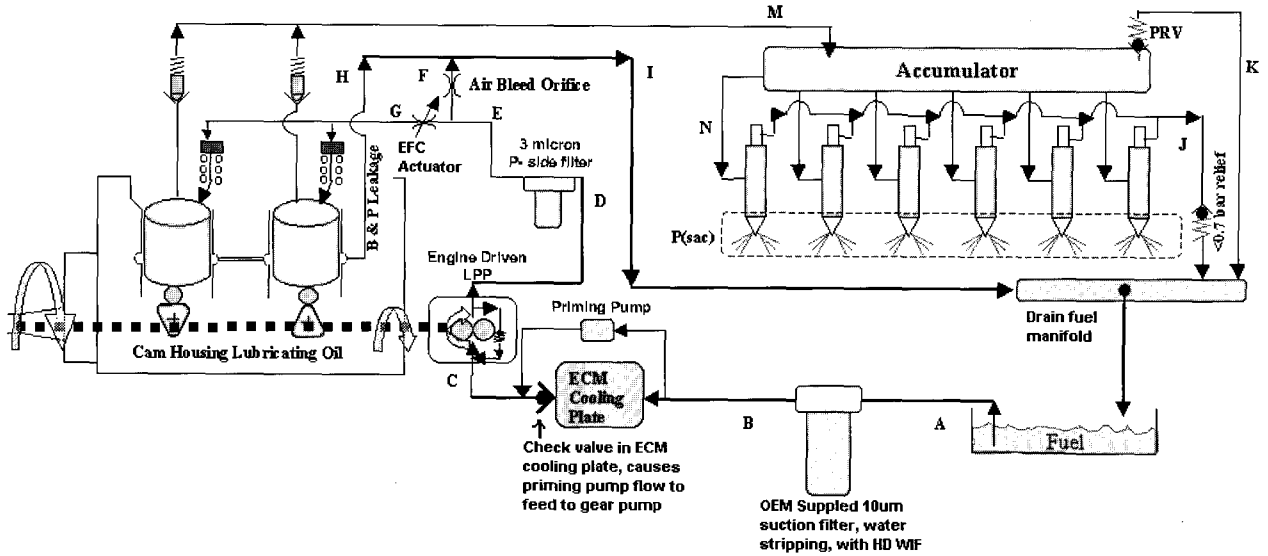 M
PRV
K
H
F
Air Bleed Orifice
I
Accumulator
G
E
N
EFC
Actuator
3 micron
P- side filter
J
B & P Leakage
D
P(sac)
<0.7 bar relief
Engine Driven
LPP
Priming Pump
Drain fuel
manifold
Cam Housing Lubricating Oil
C
ECM
Cooling
Plate
B
A
Fuel
Check valve in ECM
cooling plate, causes
priming pump flow to
feed to gear pump
OEM Suppled 10um
suction filter, water
stripping, with HD WIF